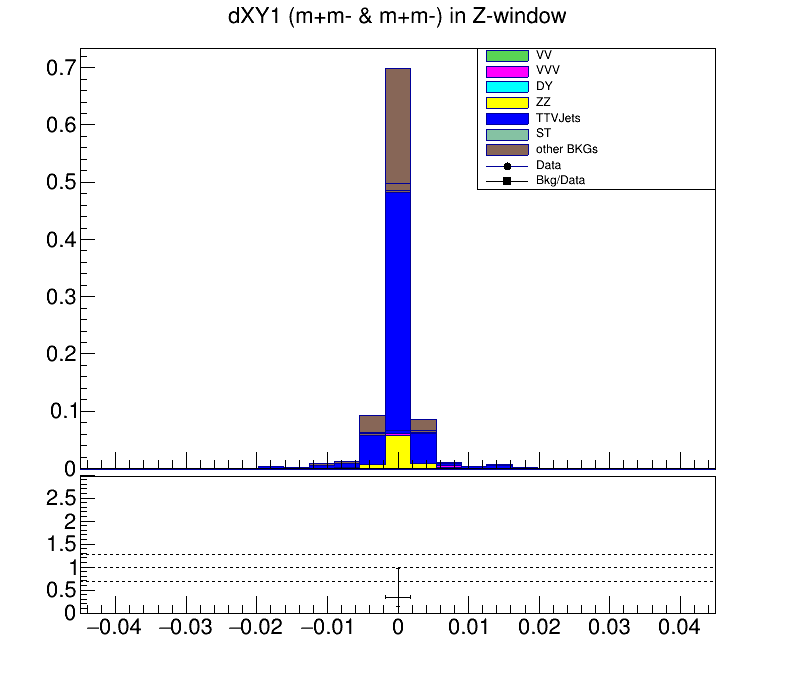 dXY1 (m+m- & m+m-) in Z-window
0.7
0.6
0.5
0.4
0.3
0.2
0.1
0
VV
VVV
DY
ZZ
TTVJets
ST
other BKGs
Data
Bkg/Data
2.5
2
1.5
1
0.5
0
−0.04 −0.03 −0.02 −0.01 0 0.01 0.02 0.03 0.04